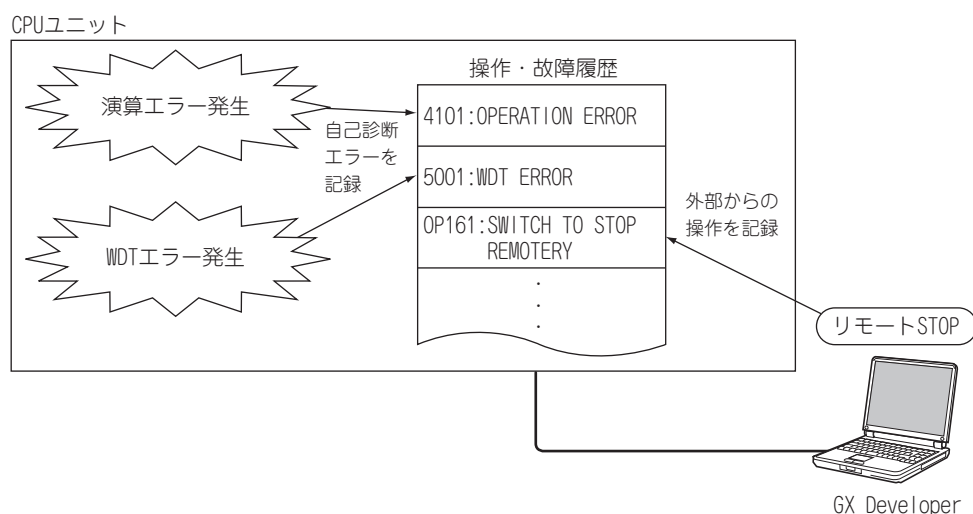 CPUユニット
操作・故障履歴
演算エラー発生
4101:OPERATION ERROR
自己診断
エラーを
記録
5001:WDT ERROR
外部からの
操作を記録
OP161:SWITCH TO STOP
REMOTERY
WDTエラー発生
・
・
・
リモートSTOP
GX Developer